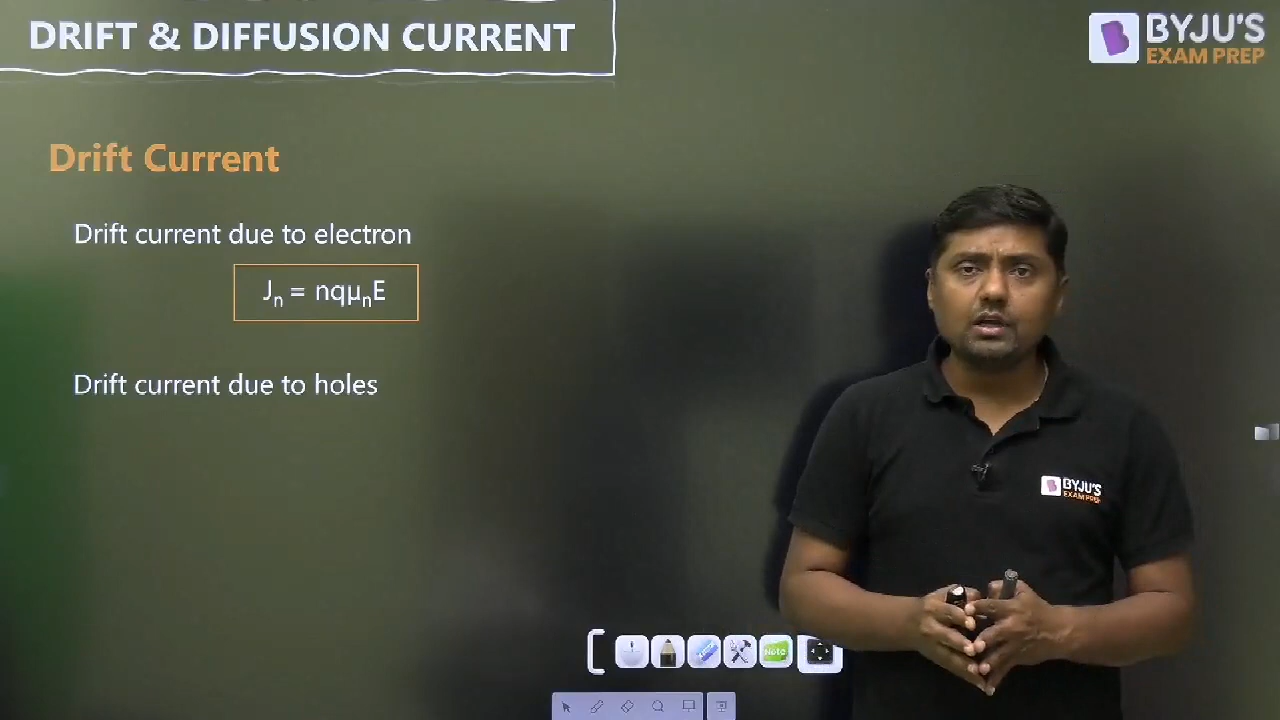 DRIFT & DIFFUSION CURRENT
BYJU'S
EXAM PREP
Drift Current
Drift current due to electron
Jₙ = nqμₙE
Drift current due to holes
BYJU'S
EXAM PREP
Note